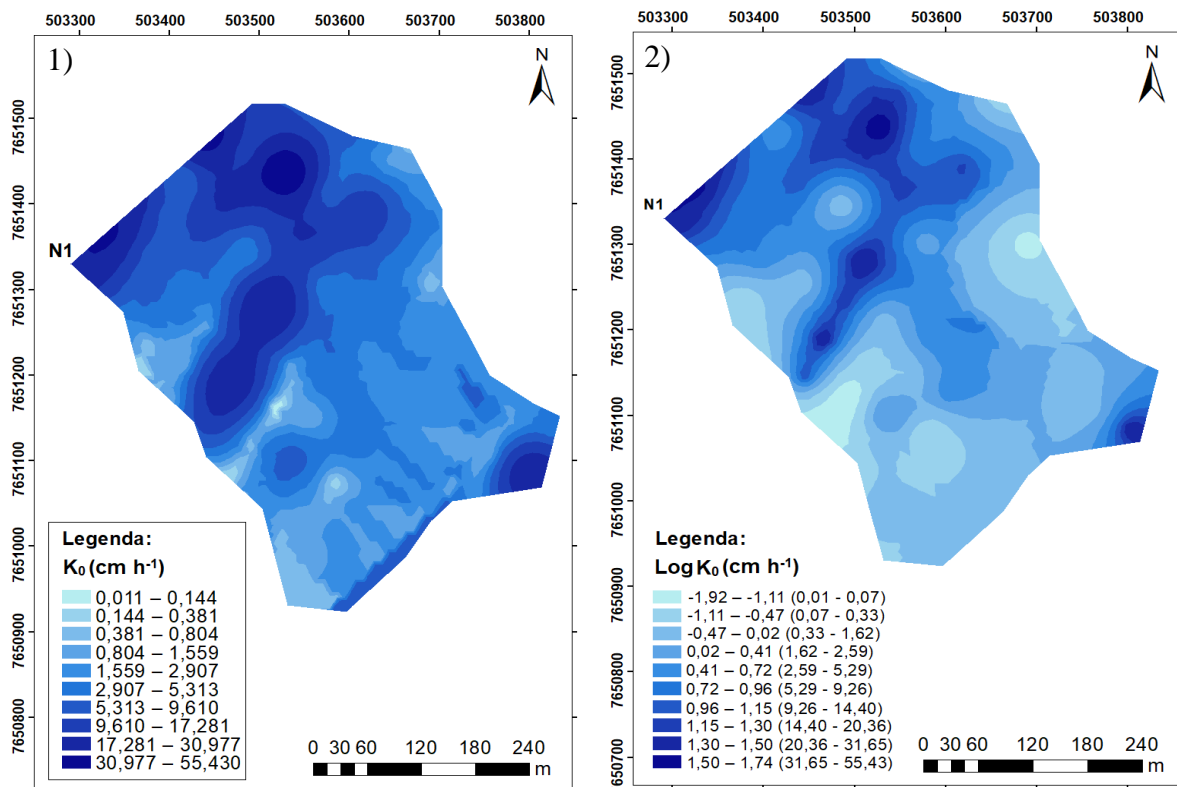 503300 503400 503500 503600 503700 503800
1)
N
7651500
7651400
7651300
7651200
7651100
7651000
7650900
7650800
N1
Legenda:
K₀ (cm h⁻¹)
0,011 – 0,144
0,144 – 0,381
0,381 – 0,804
0,804 – 1,559
1,559 – 2,907
2,907 – 5,313
5,313 – 9,610
9,610 – 17,281
17,281 – 30,977
30,977 – 55,430
0 30 60 120 180 240
m
503300 503400 503500 503600 503700 503800
2)
N
7651500
7651400
7651300
7651200
7651100
7651000
7650900
7650800
650700
N1
Legenda:
Log K₀ (cm h⁻¹)
-1,92 – -1,11 (0,01 - 0,07)
-1,11 – -0,47 (0,07 - 0,33)
-0,47 – 0,02 (0,33 - 1,62)
0,02 – 0,41 (1,62 - 2,59)
0,41 – 0,72 (2,59 - 5,29)
0,72 – 0,96 (5,29 - 9,26)
0,96 – 1,15 (9,26 - 14,40)
1,15 – 1,30 (14,40 - 20,36)
1,30 – 1,50 (20,36 - 31,65)
1,50 – 1,74 (31,65 - 55,43)
0 30 60 120 180 240
m